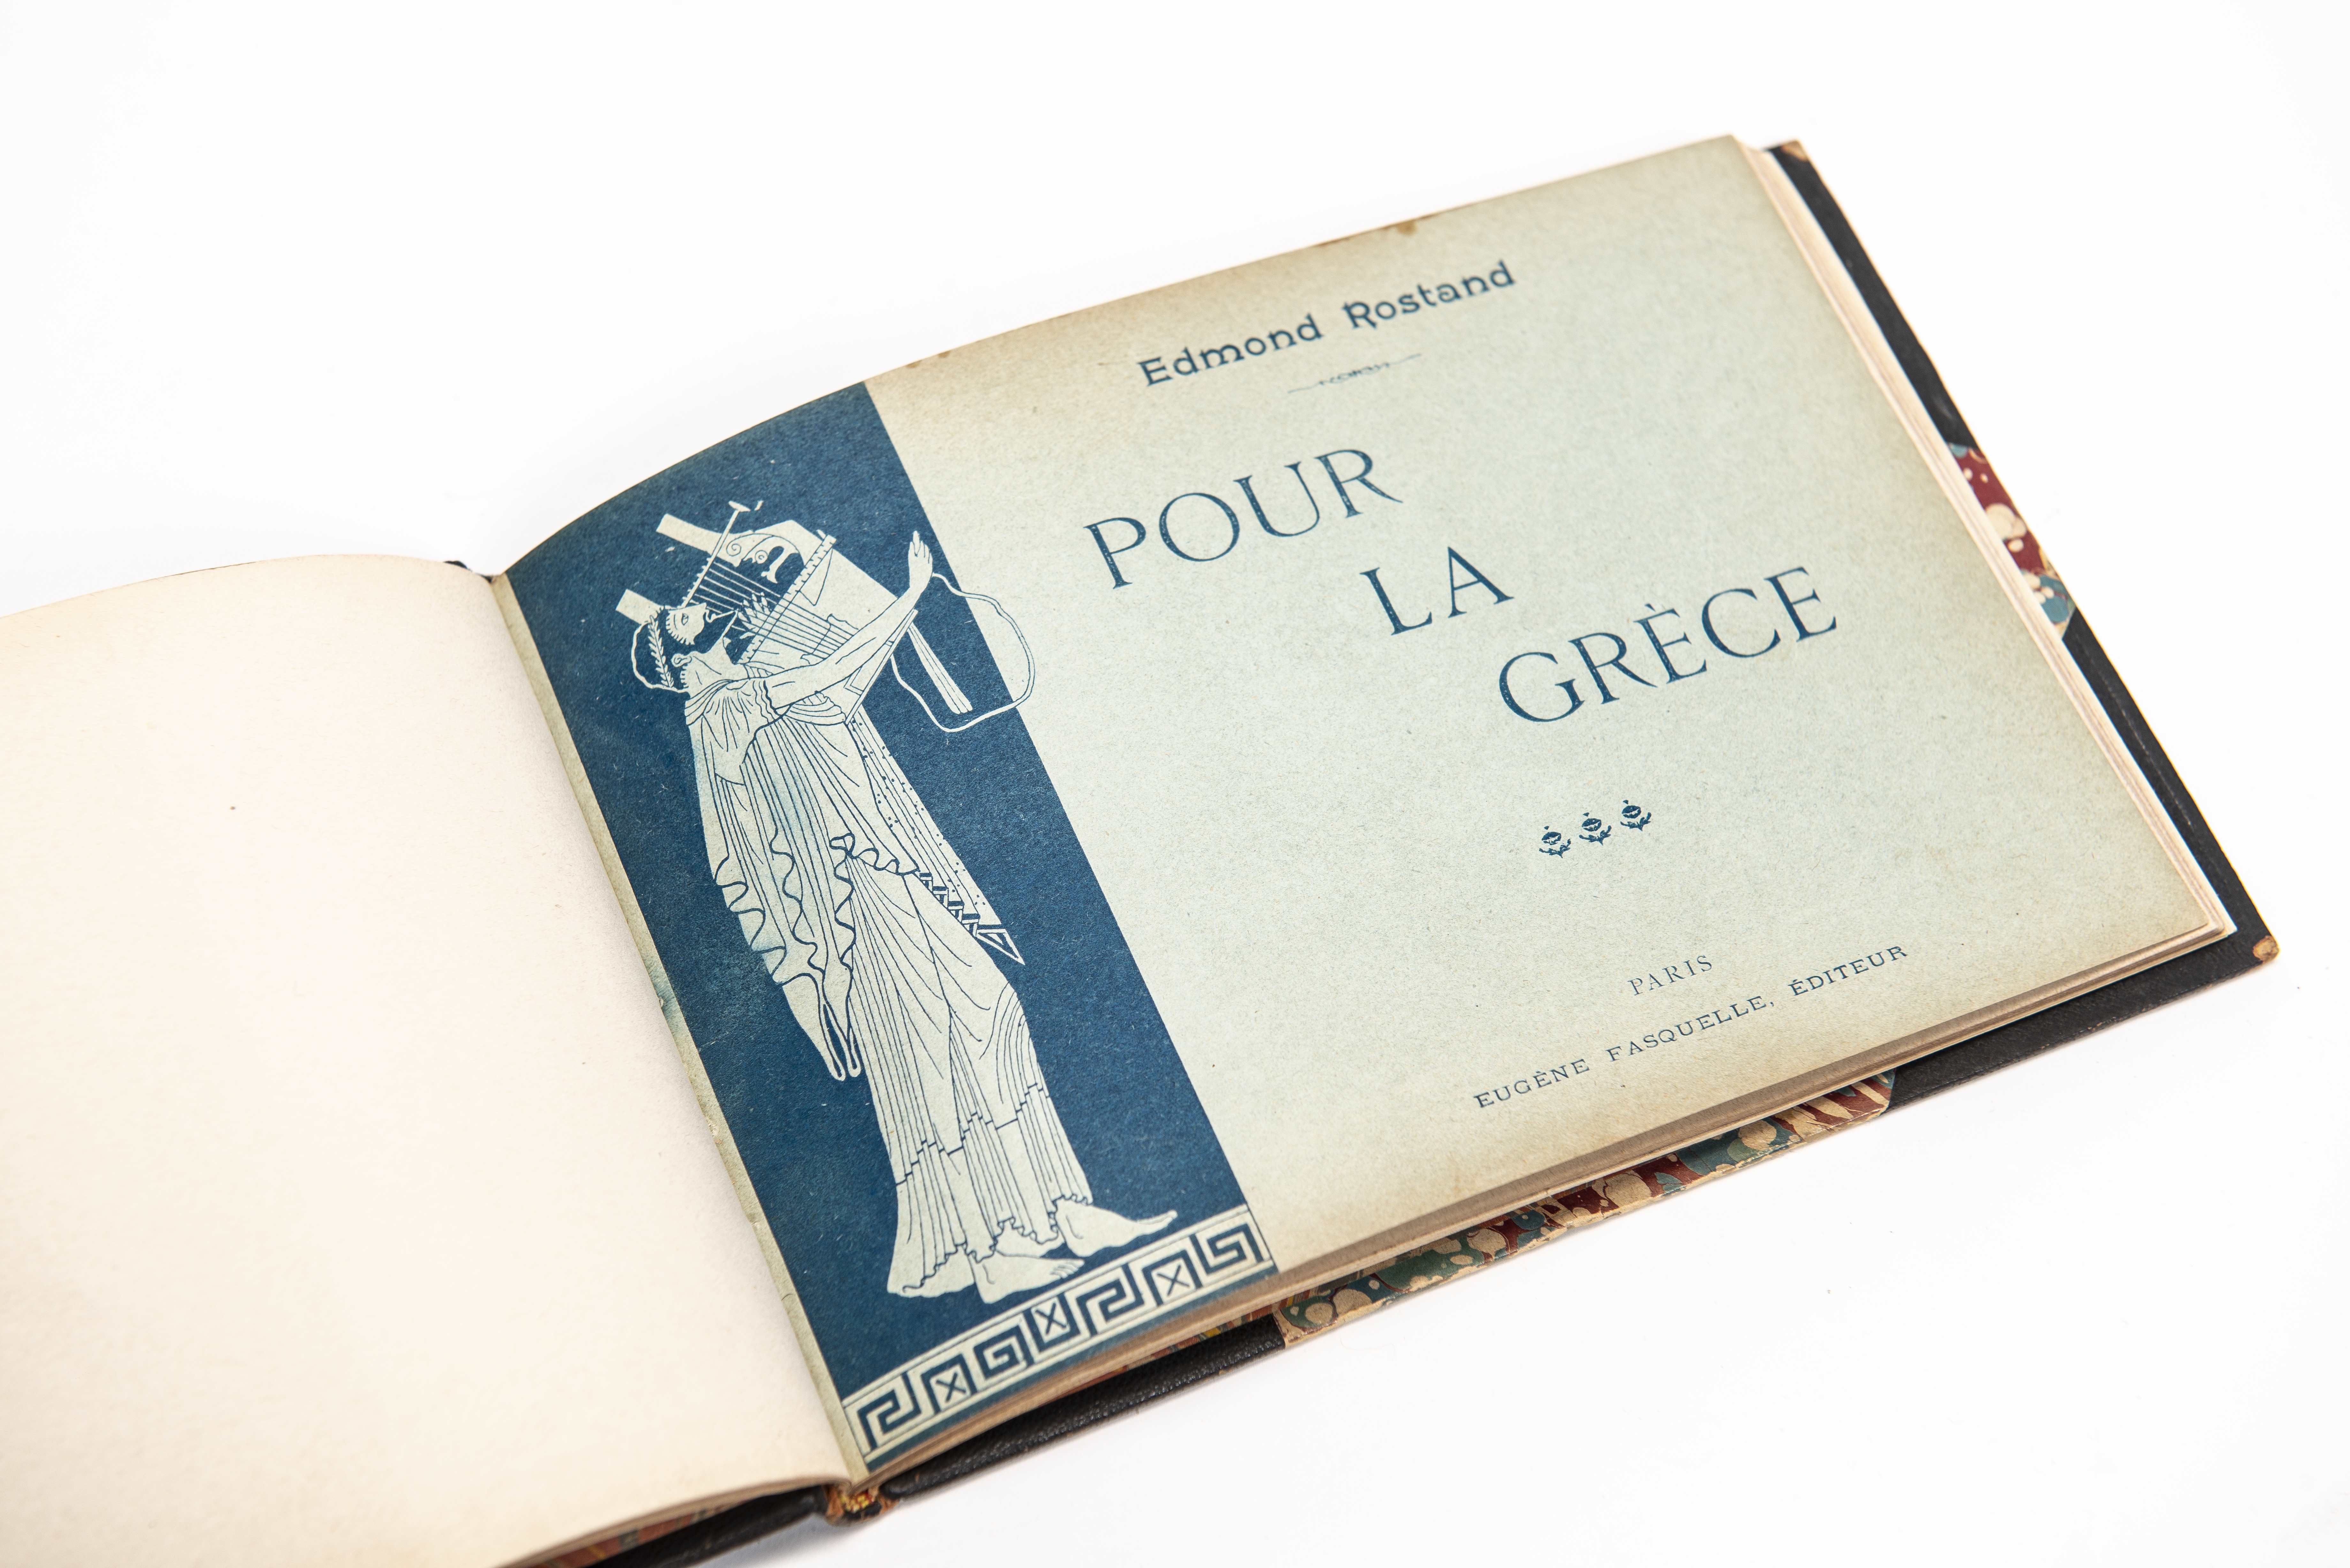 Edmond Rostand
POUR
LA
GRÈCE
PARIS
EUGÈNE FASQUELLE, ÉDITEUR